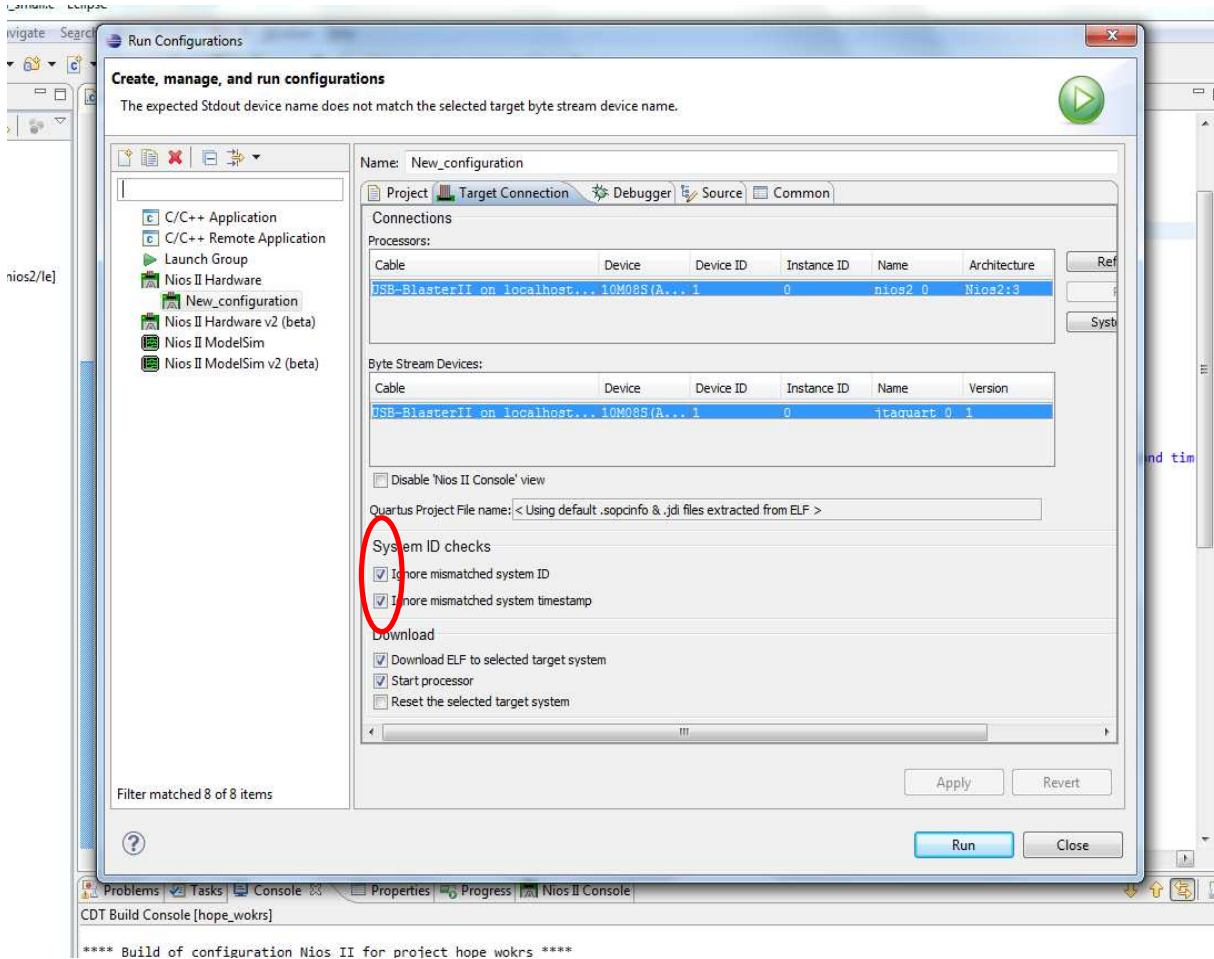 Run Configurations
vigate Searc
Create, manage, and run configurations
The expected Stdout device name does not match the selected target byte stream device name.
Name: New_configuration
Project Target Connection Debugger Source Common
C/C++ Application
C/C++ Remote Application
Launch Group
Nios II Hardware
New_configuration
Nios II Hardware v2 (beta)
Nios II ModelSim
Nios II ModelSim v2 (beta)
nios2/le]
Connections
Processors:
Cable Device Device ID Instance ID Name Architecture
USB-BlasterII on localhost... 10M08S(A... 1 0 nios2_0 Nios2:3
Ref
Syst
Byte Stream Devices:
Cable Device Device ID Instance ID Name Version
USB-BlasterII on localhost... 10M08S(A... 1 0 jtaguart_0 1
nd tim
Disable 'Nios II Console' view
Quartus Project File name: < Using default .sopcinfo & .jdi files extracted from ELF >
System ID checks
Ignore mismatched system ID
Ignore mismatched system timestamp
Download
Download ELF to selected target system
Start processor
Reset the selected target system
Apply Revert
Filter matched 8 of 8 items
Run Close
Problems Tasks Console Properties Progress Nios II Console
CDT Build Console [hope_wokrs]
**** Build of configuration Nios II for project hope_wokrs ****